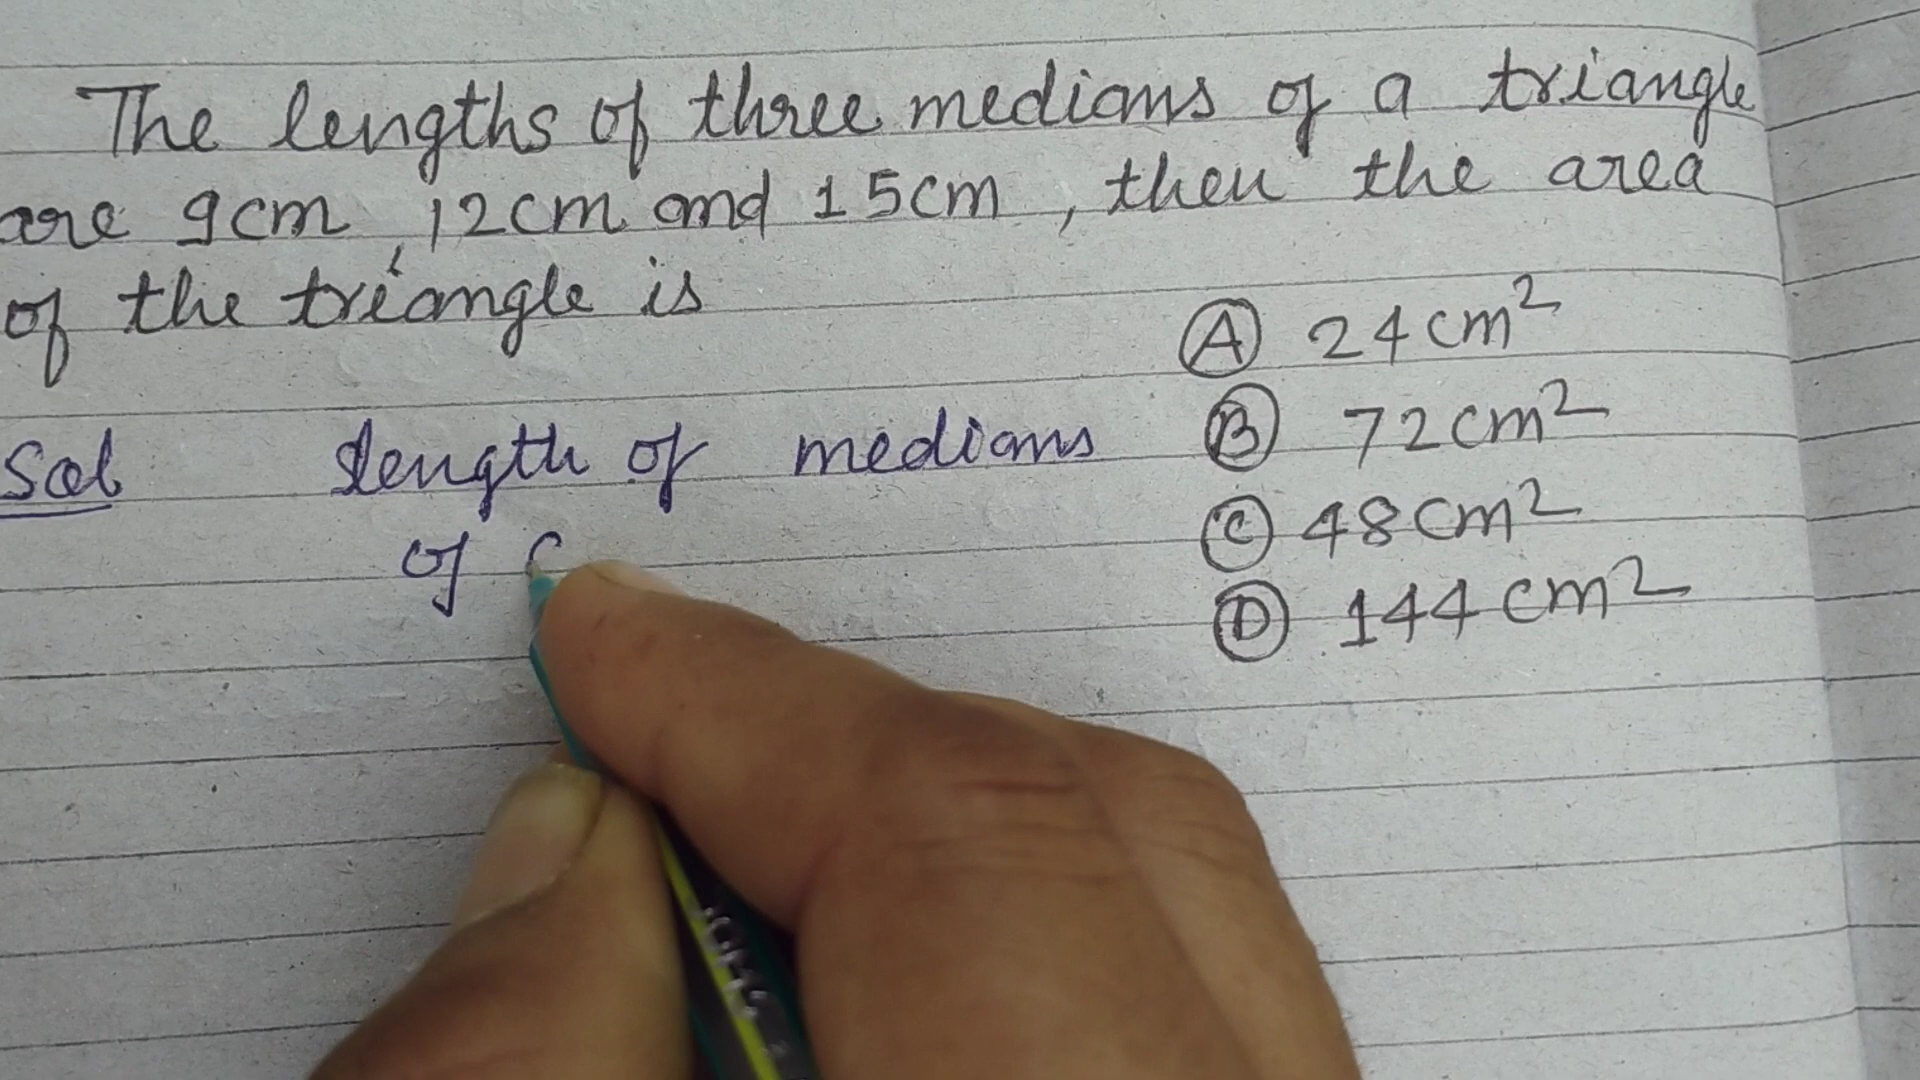 The lengths of three medians of a triangle
are 9cm, 12cm and 15cm, then the area
of the triangle is
Ⓐ 24cm²
Ⓑ 72cm²
Ⓒ 48cm²
Ⓓ 144cm²
Sol length of medians
of